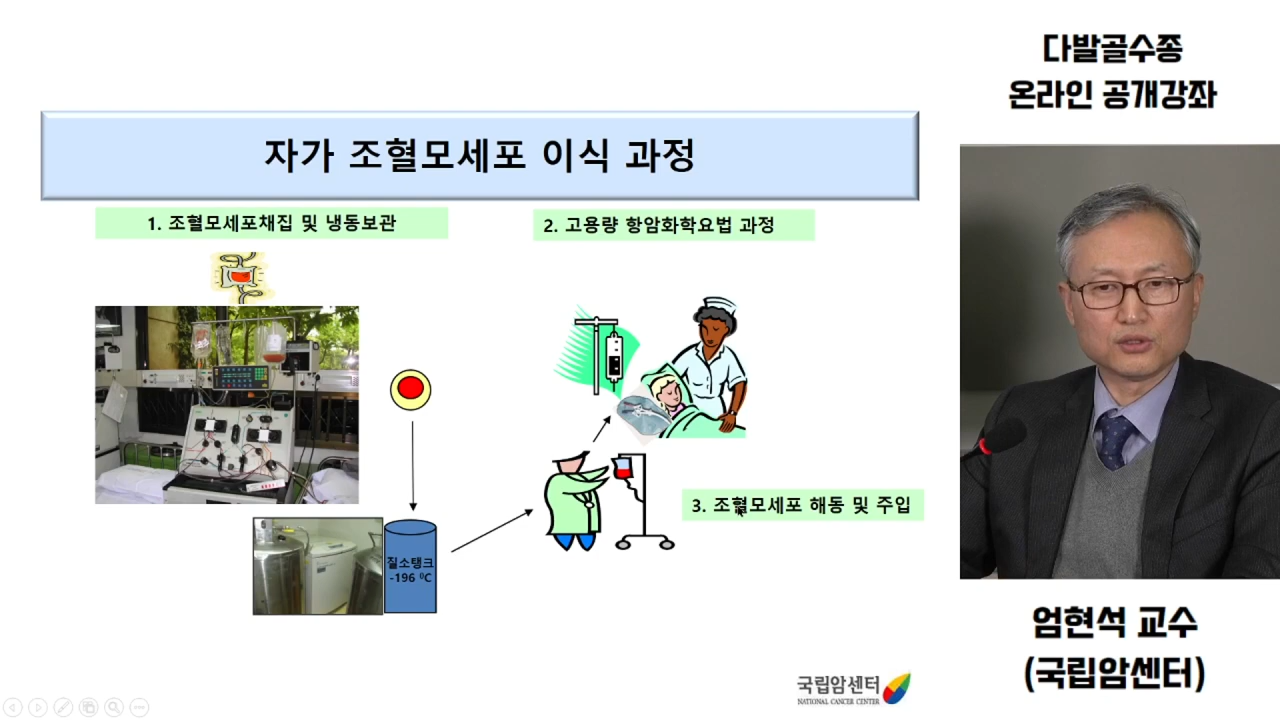 다발골수종
온라인 공개강좌
자가 조혈모세포 이식 과정
1. 조혈모세포채집 및 냉동보관
2. 고용량 항암화학요법 과정
3. 조혈모세포 해동 및 주입
질소탱크
-196 ⁰C
엄현석 교수
(국립암센터)
국립암센터
NATIONAL CANCER CENTER